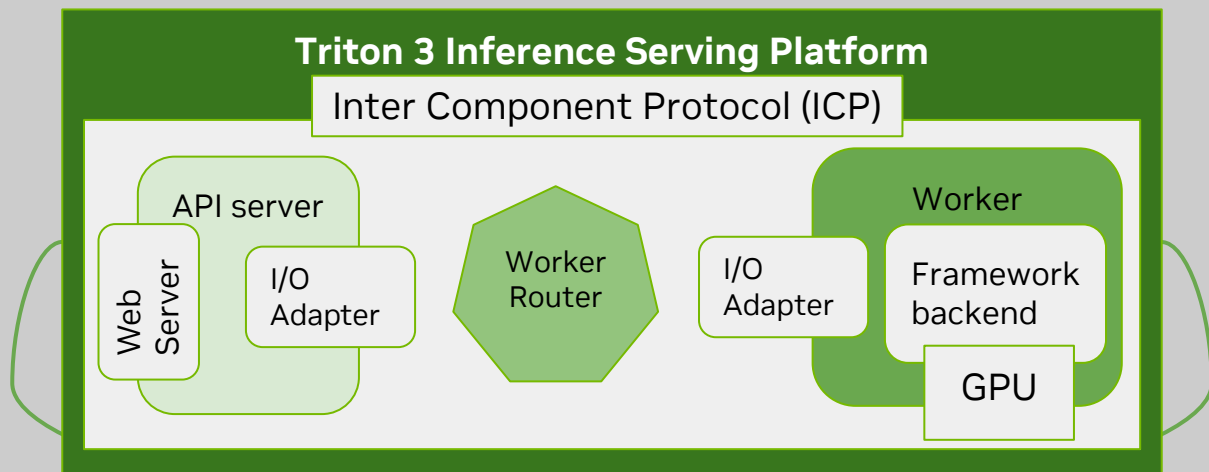 Triton 3 Inference Serving Platform
Inter Component Protocol (ICP)
API server
Web
Server
I/O
Adapter
Worker
Router
I/O
Adapter
Worker
Framework
backend
GPU